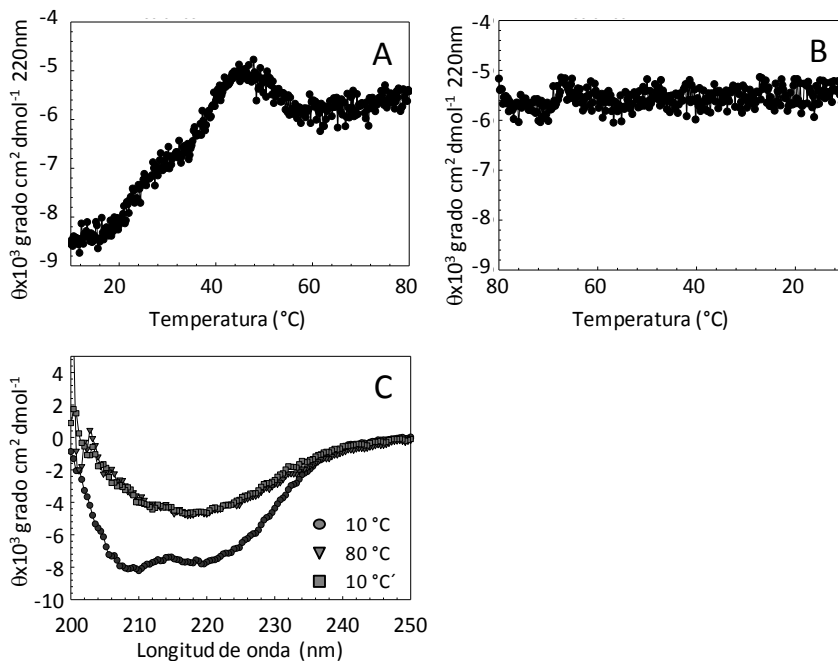 A
θx10³ grado cm² dmol⁻¹ 220nm
-4
-5
-6
-7
-8
-9
20 40 60 80
Temperatura (°C)
B
θx10³ grado cm² dmol⁻¹ 220nm
-4
-5
-6
-7
-8
-9
80 60 40 20
Temperatura (°C)
C
θx10³ grado cm² dmol⁻¹
4
2
0
-2
-4
-6
-8
-10
10 °C
80 °C
10 °C´
200 210 220 230 240 250
Longitud de onda (nm)